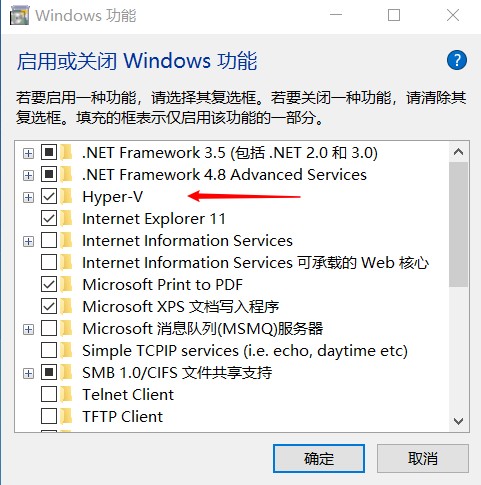 Windows 功能
启用或关闭 Windows 功能
?
若要启用一种功能，请选择其复选框。若要关闭一种功能，请清除其
复选框。填充的框表示仅启用该功能的一部分。
.NET Framework 3.5 (包括 .NET 2.0 和 3.0)
.NET Framework 4.8 Advanced Services
Hyper-V
Internet Explorer 11
Internet Information Services
Internet Information Services 可承载的 Web 核心
Microsoft Print to PDF
Microsoft XPS 文档写入程序
Microsoft 消息队列(MSMQ)服务器
Simple TCPIP services (i.e. echo, daytime etc)
SMB 1.0/CIFS 文件共享支持
Telnet Client
TFTP Client
确定
取消